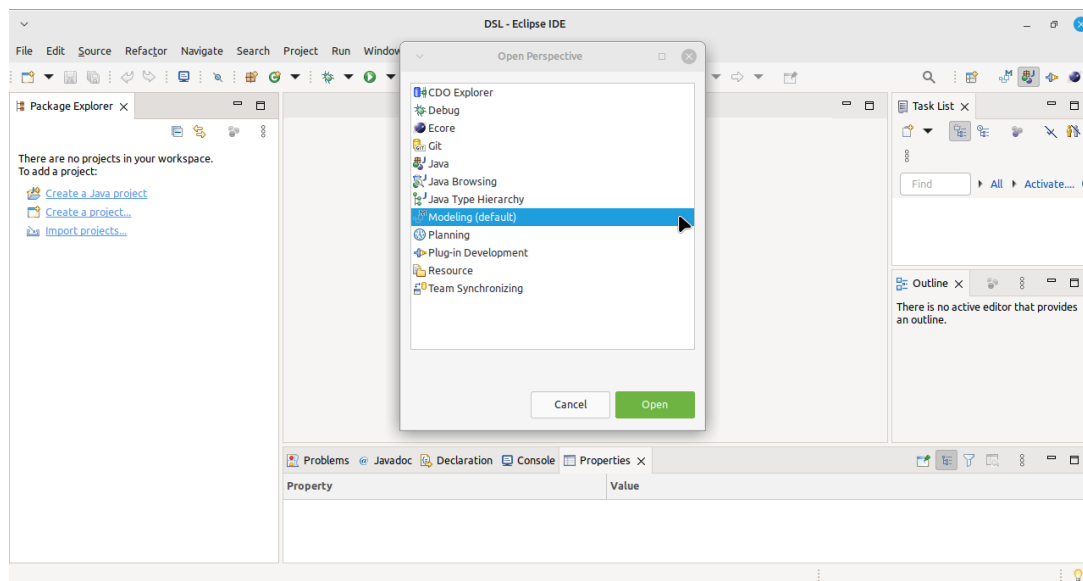 DSL - Eclipse IDE
File Edit Source Refactor Navigate Search Project Run Window
Open Perspective
Package Explorer
There are no projects in your workspace.
To add a project:
Create a Java project
Create a project...
Import projects...
CDO Explorer
Debug
Ecore
Git
Java
Java Browsing
Java Type Hierarchy
Modeling (default)
Planning
Plug-in Development
Resource
Team Synchronizing
Cancel Open
Task List
Find All Activate....
Outline
There is no active editor that provides
an outline.
Problems Javadoc Declaration Console Properties
Property Value